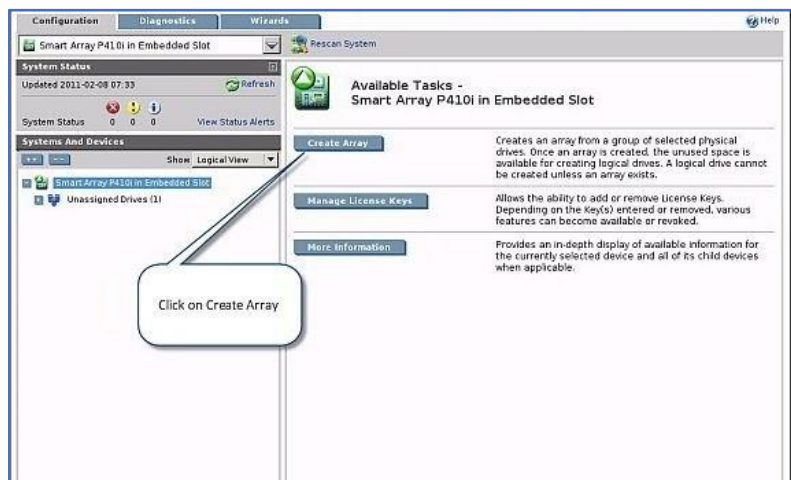 Configuration Diagnostics Wizards
Help
Smart Array P410i in Embedded Slot
Rescan System
System Status
Updated 2011-02-08 07:33 Refresh
System Status 0 0 0 View Status Alerts
Systems And Devices
Show Logical View
Smart Array P410i in Embedded Slot
Unassigned Drives (1)
Available Tasks -
Smart Array P410i in Embedded Slot
Create Array
Creates an array from a group of selected physical
drives. Once an array is created, the unused space is
available for creating logical drives. A logical drive cannot
be created unless an array exists.
Manage License Keys
Allows the ability to add or remove License Keys.
Depending on the Key(s) entered or removed, various
features can become available or revoked.
More Information
Provides an in-depth display of available information for
the currently selected device and all of its child devices
when applicable.
Click on Create Array